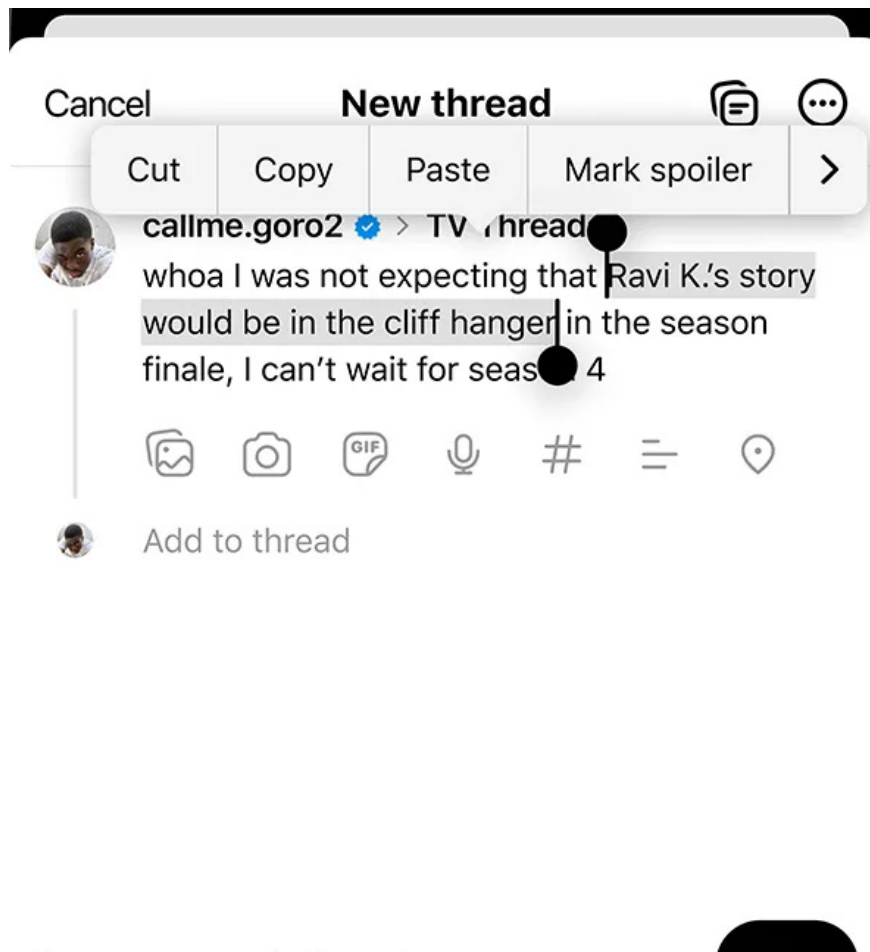 Cancel New thread
Cut Copy Paste Mark spoiler
callme.goro2 > TV
whoa I was not expecting that Ravi K.'s story
would be in the cliff hanger in the season
finale, I can't wait for 4
GIF
Add to thread